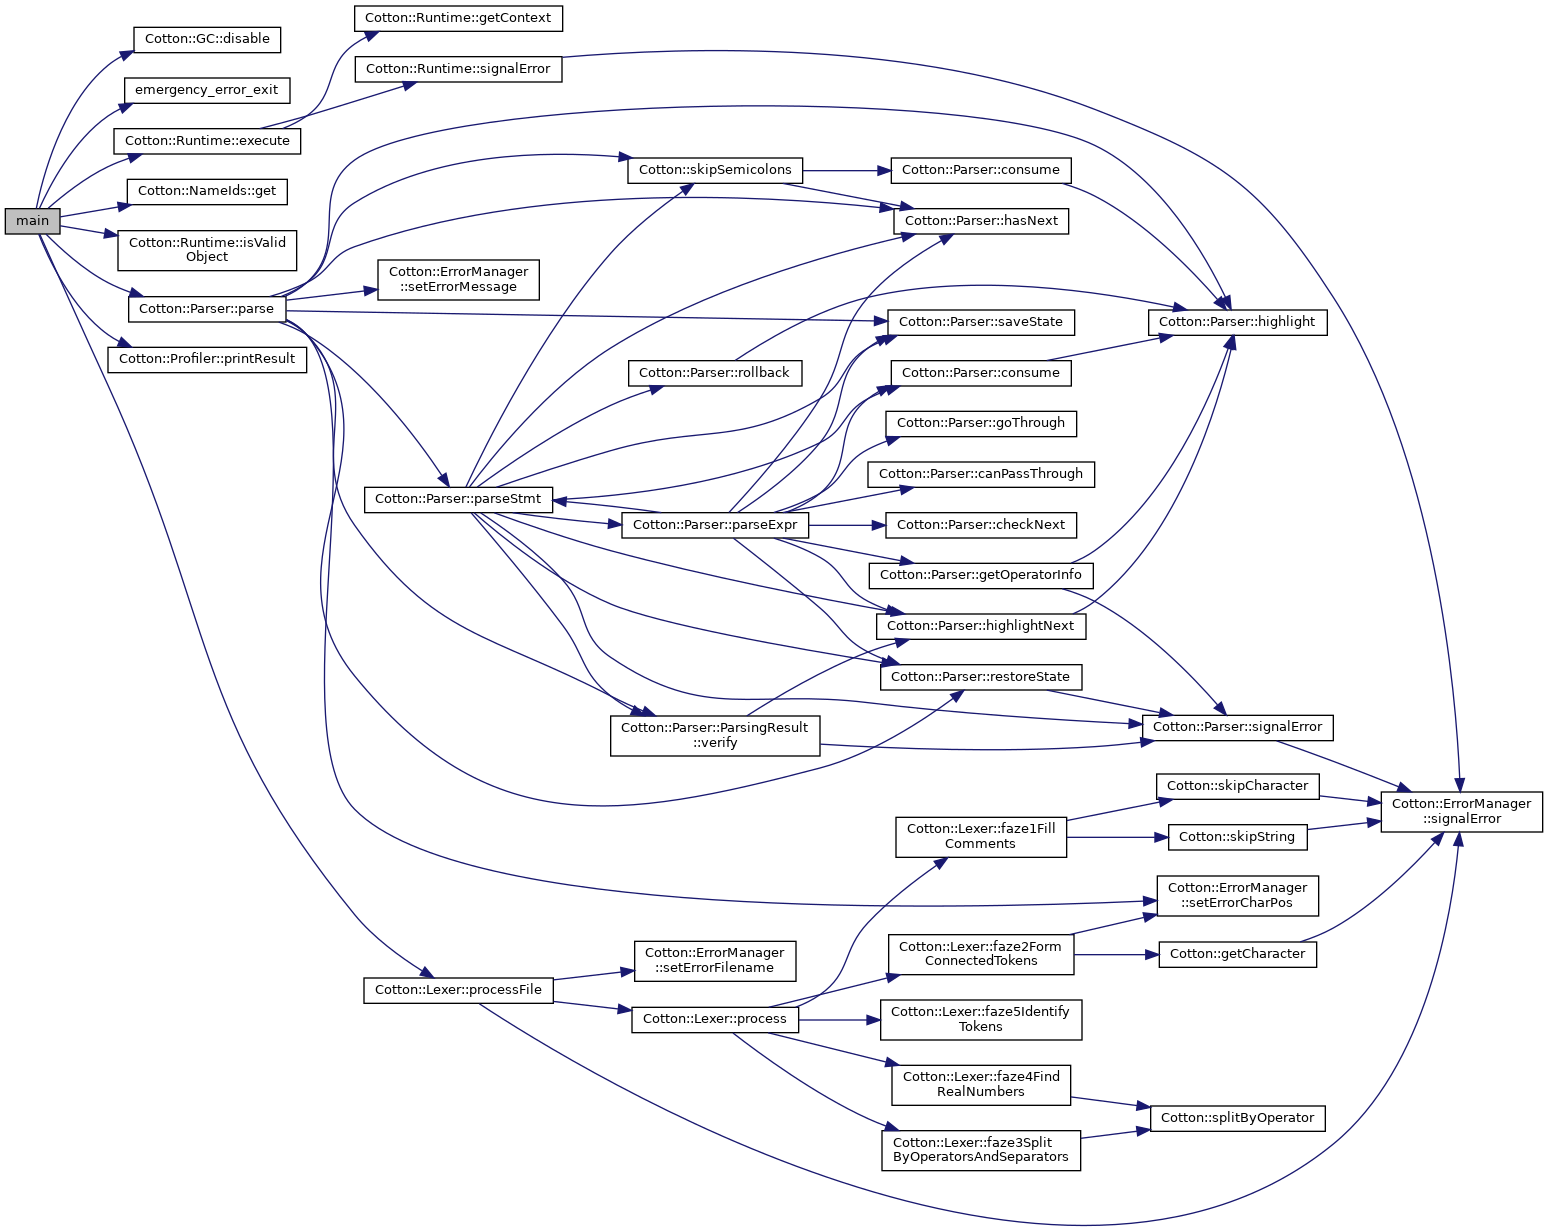 main
Cotton::GC::disable
emergency_error_exit
Cotton::Runtime::execute
Cotton::NameIds::get
Cotton::Runtime::isValid
Object
Cotton::Parser::parse
Cotton::Profiler::printResult
Cotton::Runtime::getContext
Cotton::Runtime::signalError
Cotton::ErrorManager
::setErrorMessage
Cotton::Parser::parseStmt
Cotton::Lexer::processFile
Cotton::skipSemicolons
Cotton::Parser::rollback
Cotton::Parser::parseExpr
Cotton::Parser::ParsingResult
::verify
Cotton::ErrorManager
::setErrorFilename
Cotton::Lexer::process
Cotton::Parser::consume
Cotton::Parser::hasNext
Cotton::Parser::saveState
Cotton::Parser::consume
Cotton::Parser::goThrough
Cotton::Parser::canPassThrough
Cotton::Parser::checkNext
Cotton::Parser::getOperatorInfo
Cotton::Parser::highlightNext
Cotton::Parser::restoreState
Cotton::Lexer::faze1Fill
Comments
Cotton::Lexer::faze2Form
ConnectedTokens
Cotton::Lexer::faze5Identify
Tokens
Cotton::Lexer::faze4Find
RealNumbers
Cotton::Lexer::faze3Split
ByOperatorsAndSeparators
Cotton::Parser::highlight
Cotton::Parser::signalError
Cotton::skipCharacter
Cotton::skipString
Cotton::ErrorManager
::setErrorCharPos
Cotton::getCharacter
Cotton::splitByOperator
Cotton::ErrorManager
::signalError